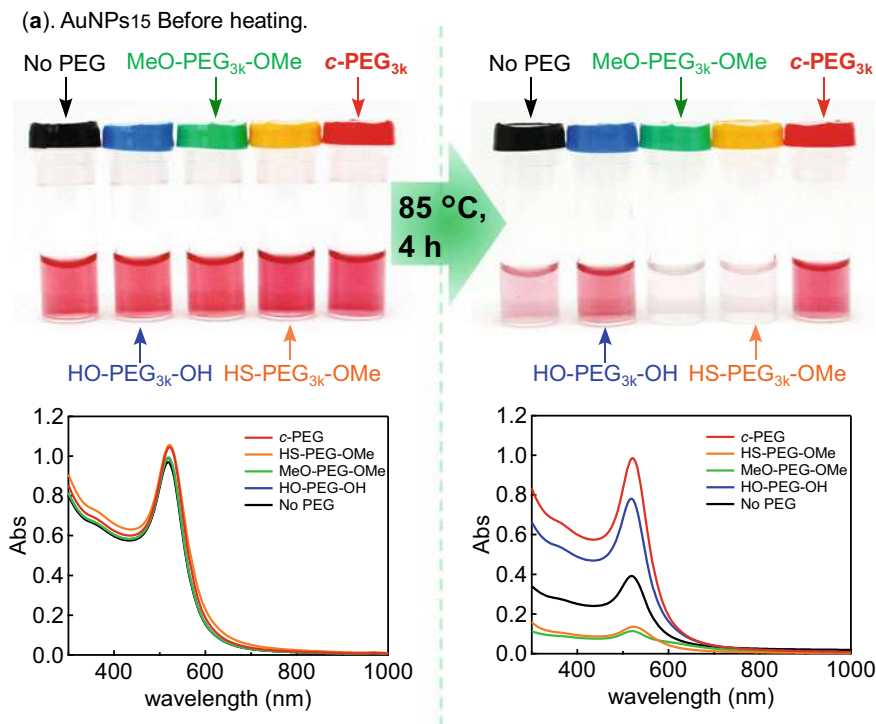 (a). AuNPs15 Before heating.
No PEG
MeO-PEG3k-OMe
c-PEG3k
HO-PEG3k-OH
HS-PEG3k-OMe
85 °C,
4 h
No PEG
MeO-PEG3k-OMe
c-PEG3k
HO-PEG3k-OH
HS-PEG3k-OMe
1.2
1.0
0.8
0.6
0.4
0.2
0.0
Abs
c-PEG
HS-PEG-OMe
MeO-PEG-OMe
HO-PEG-OH
No PEG
400 600 800 1000
wavelength (nm)
1.2
1.0
0.8
0.6
0.4
0.2
0.0
Abs
c-PEG
HS-PEG-OMe
MeO-PEG-OMe
HO-PEG-OH
No PEG
400 600 800 1000
wavelength (nm)